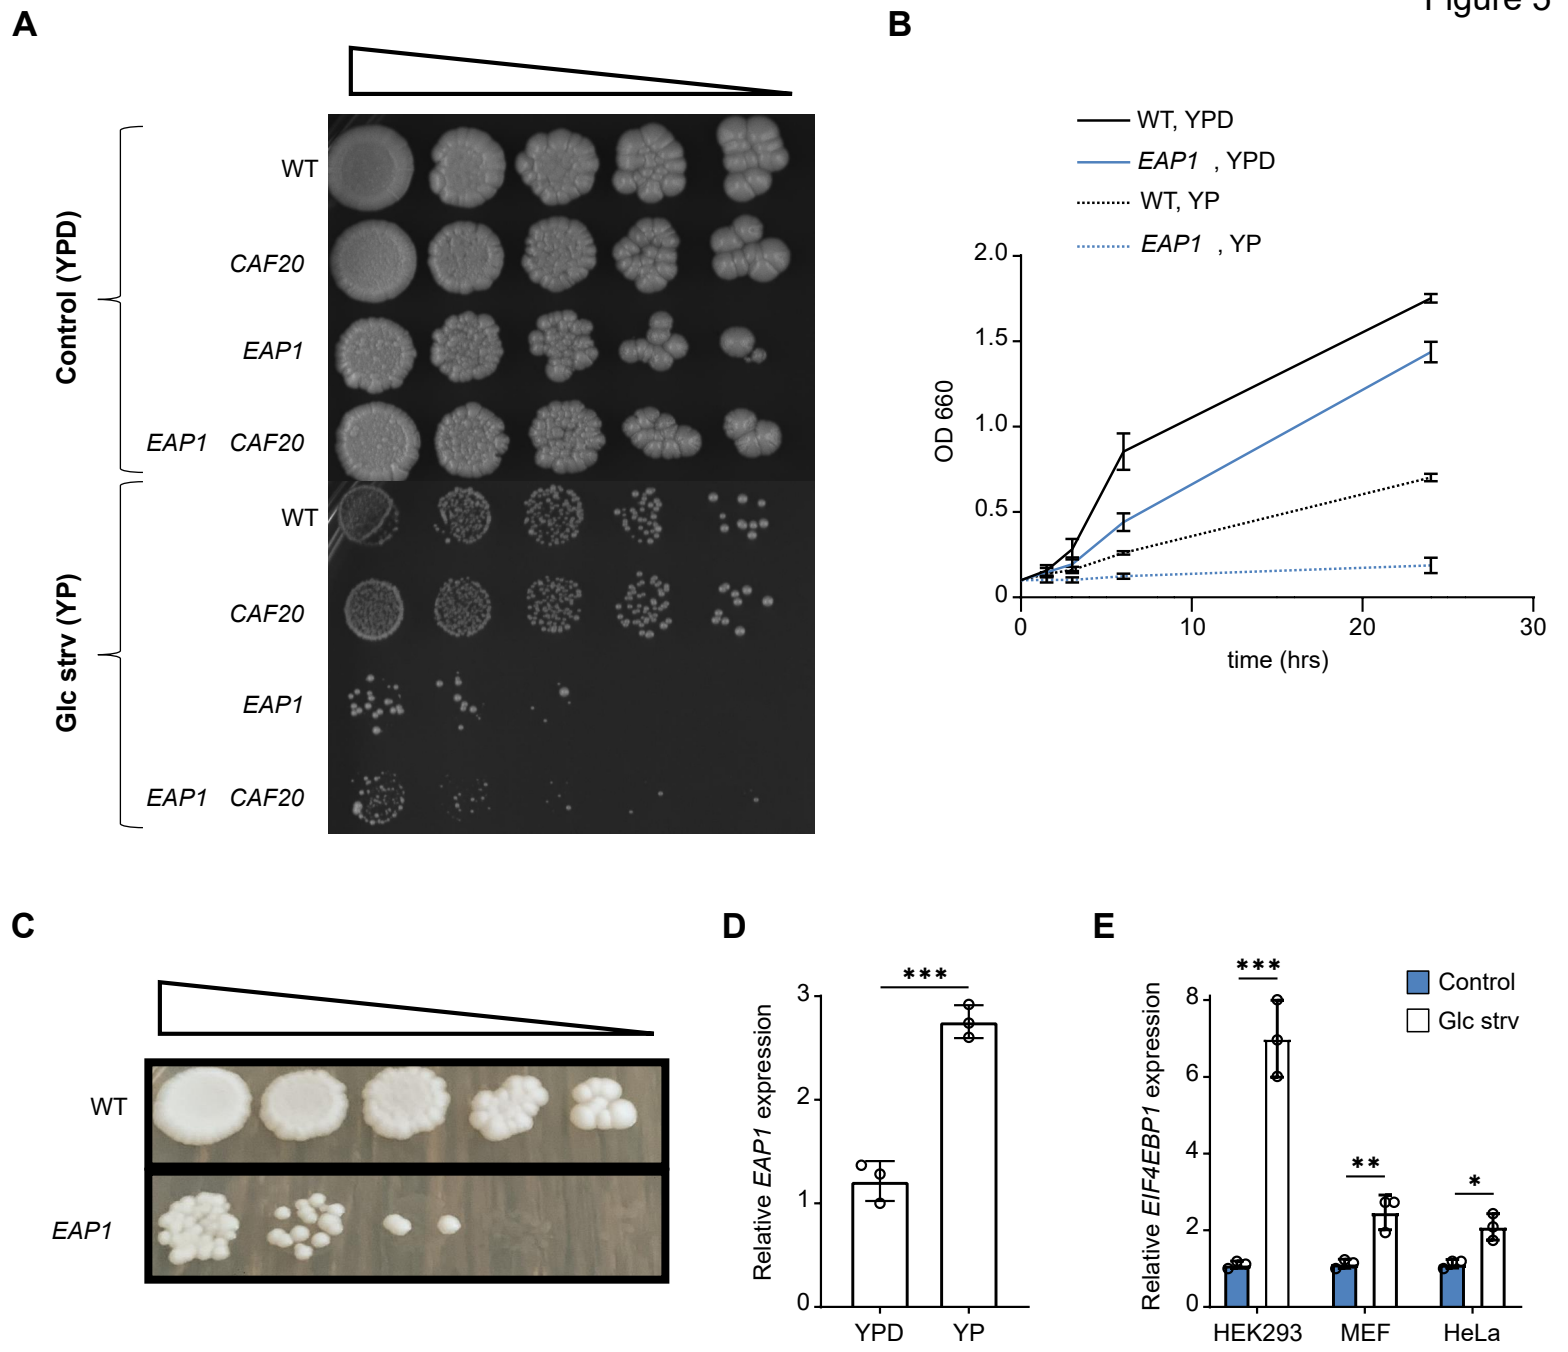 Figure 5
A
Control (YPD)
WT
CAF20
EAP1
EAP1 CAF20
Glc strv (YP)
WT
CAF20
EAP1
EAP1 CAF20
B
WT, YPD
EAP1 , YPD
WT, YP
EAP1 , YP
OD 660
2.0
1.5
1.0
0.5
0
0 10 20 30
time (hrs)
C
WT
EAP1
D
Relative EAP1 expression
***
3
2
1
0
YPD YP
E
Relative EIF4EBP1 expression
Control
Glc strv
***
**
*
8
6
4
2
0
HEK293 MEF HeLa